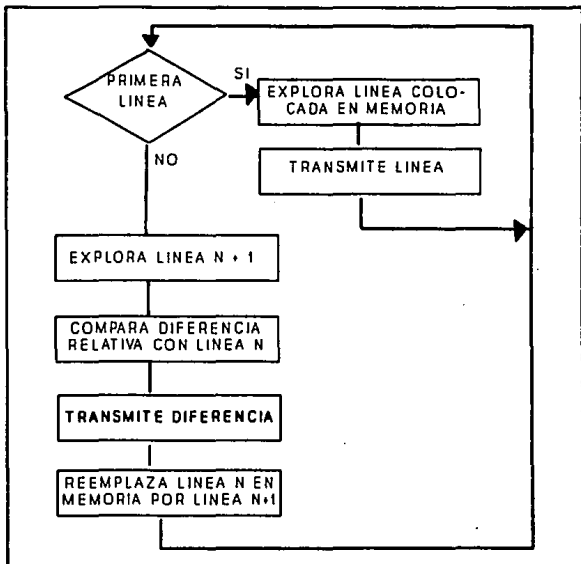 PRIMERA
LINEA
SI
EXPLORA LINEA COLO-
CADA EN MEMORIA
TRANSMITE LINEA
NO
EXPLORA LINEA N + 1
COMPARA DIFERENCIA
RELATIVA CON LINEA N
TRANSMITE DIFERENCIA
REEMPLAZA LINEA N EN
MEMORIA POR LINEA N+1